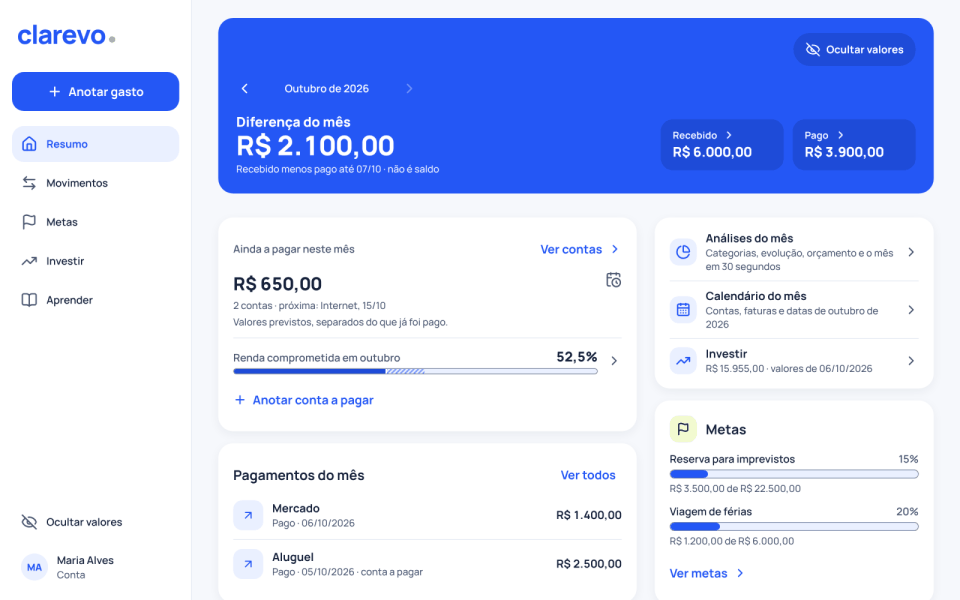 clarevo
Anotar gasto
Resumo
Movimentos
Metas
Investir
Aprender
Ocultar valores
MA
Maria Alves
Conta
Ocultar valores
Outubro de 2026
Diferença do mês
R$ 2.100,00
Recebido menos pago até 07/10 · não é saldo
Recebido
R$ 6.000,00
Pago
R$ 3.900,00
Ainda a pagar neste mês
Ver contas
R$ 650,00
2 contas · próxima: Internet, 15/10
Valores previstos, separados do que já foi pago.
Renda comprometida em outubro
52,5%
Anotar conta a pagar
Pagamentos do mês
Ver todos
Mercado
Pago · 06/10/2026
R$ 1.400,00
Aluguel
Pago · 05/10/2026 · conta a pagar
R$ 2.500,00
Análises do mês
Categorias, evolução, orçamento e o mês
em 30 segundos
Calendário do mês
Contas, faturas e datas de outubro de
2026
Investir
R$ 15.955,00 · valores de 06/10/2026
Metas
Reserva para imprevistos
15%
R$ 3.500,00 de R$ 22.500,00
Viagem de férias
20%
R$ 1.200,00 de R$ 6.000,00
Ver metas